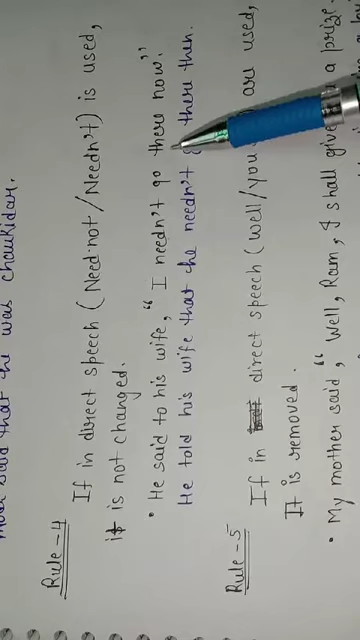 said that he was chaukidar.
Rule-4
If in direct speech (Need not/Needn't) is used,
it is not changed.
• He said to his wife, "I needn't go there now."
He told his wife that he needn't there then.
Rule-5
If in direct speech (well/you are used,
It is removed.
• My mother said, "Well, Ram, I shall give a prize